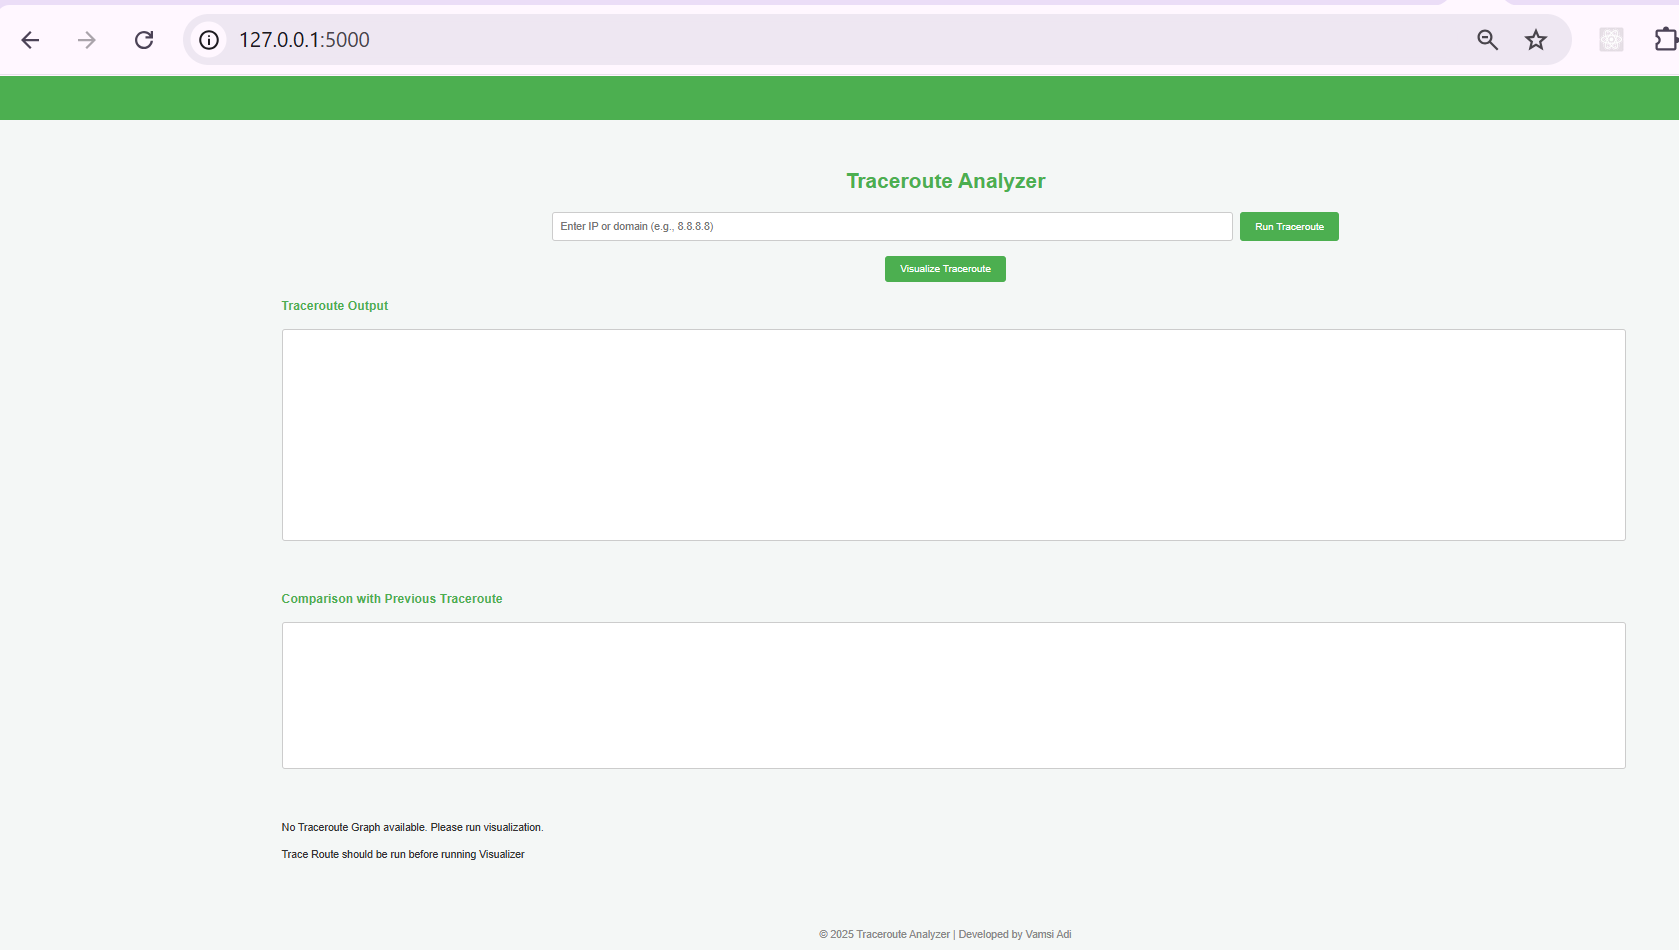 127.0.0.1:5000
Traceroute Analyzer
Enter IP or domain (e.g., 8.8.8.8)
Run Traceroute
Visualize Traceroute
Traceroute Output
Comparison with Previous Traceroute
No Traceroute Graph available. Please run visualization.
Trace Route should be run before running Visualizer
© 2025 Traceroute Analyzer | Developed by Vamsi Adi